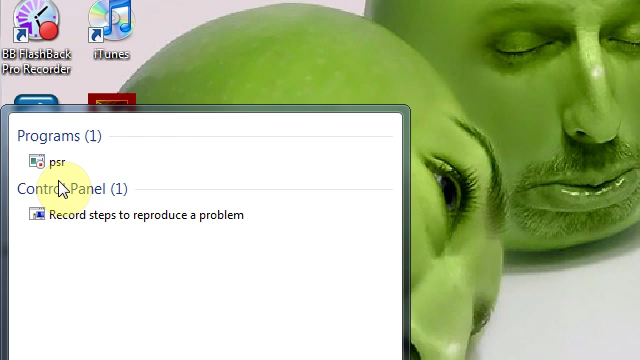 BB FlashBack
Pro Recorder
iTunes
Programs (1)
psr
Control Panel (1)
Record steps to reproduce a problem